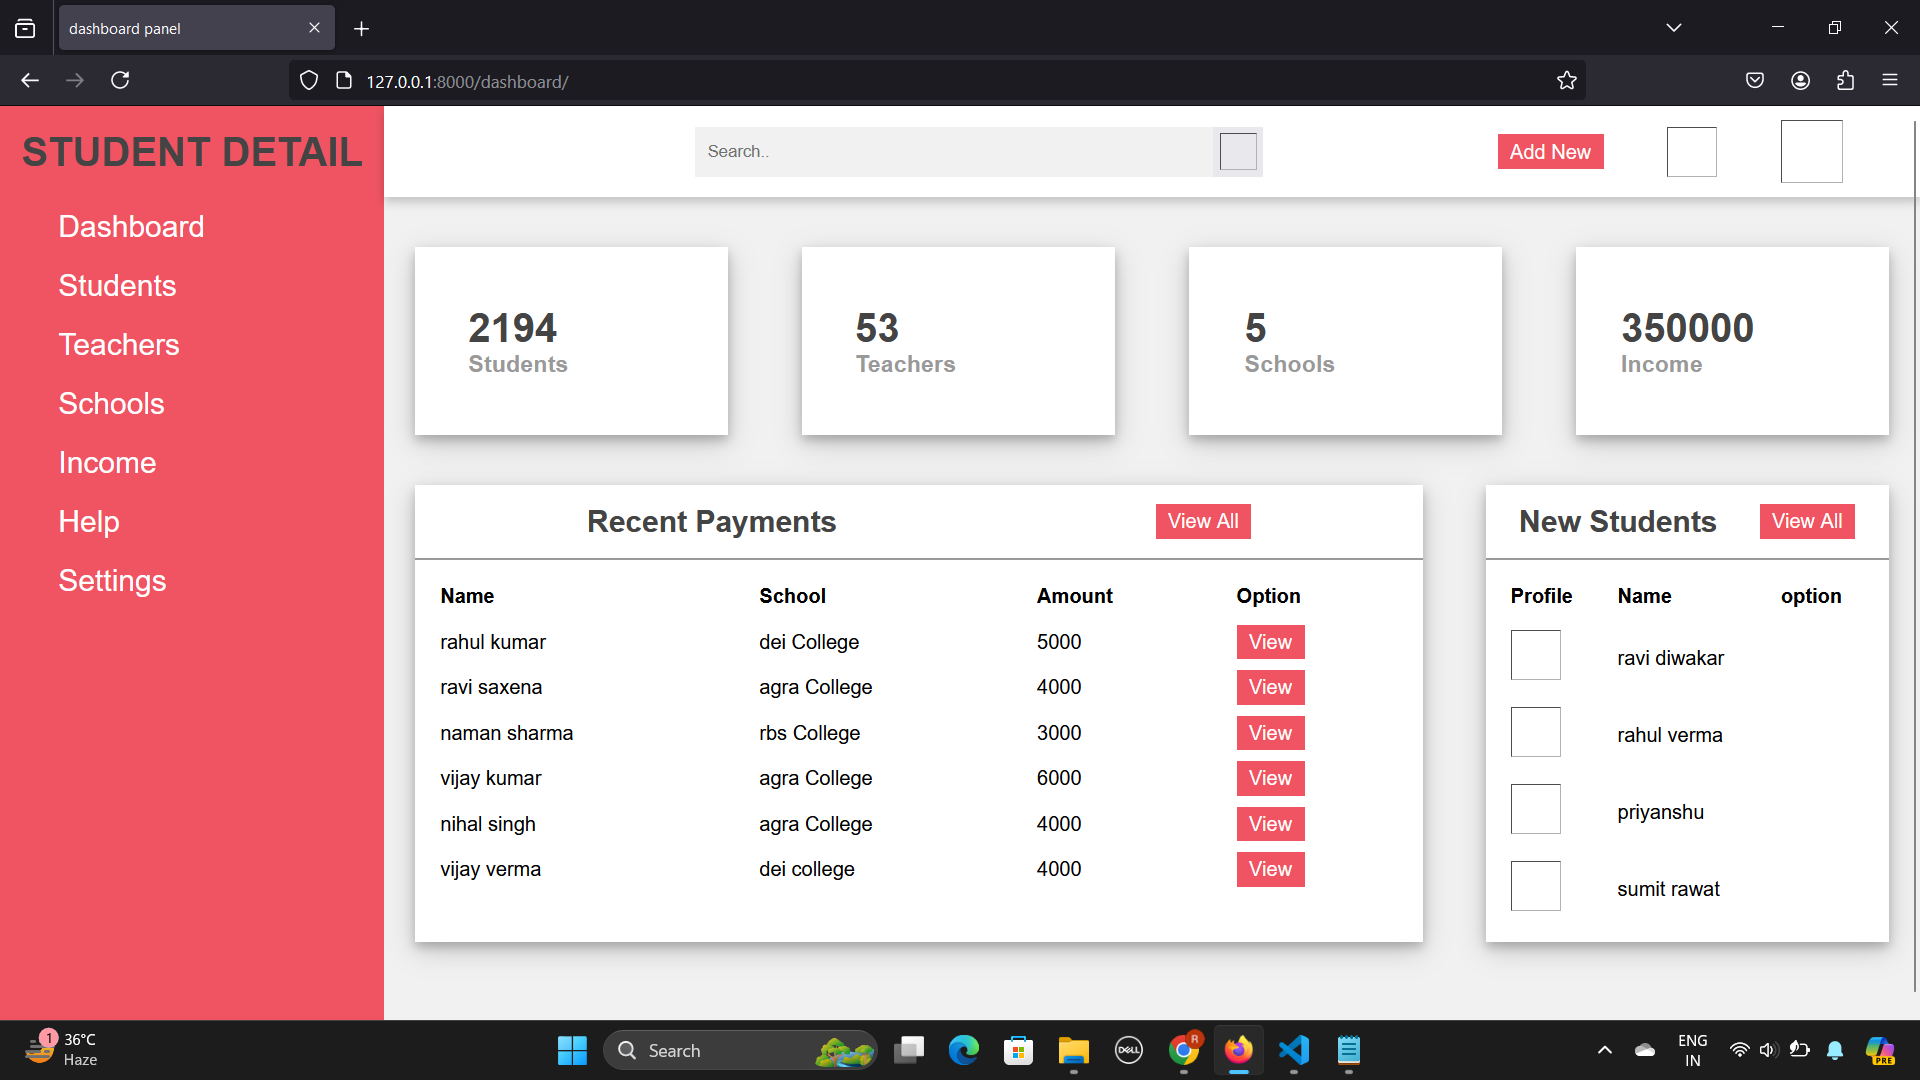 dashboard panel
127.0.0.1:8000/dashboard/
STUDENT DETAIL
Search..
Add New
Dashboard
Students
Teachers
Schools
Income
Help
Settings
2194
Students
53
Teachers
5
Schools
350000
Income
Recent Payments View All
Name School Amount Option
rahul kumar dei College 5000 View
ravi saxena agra College 4000 View
naman sharma rbs College 3000 View
vijay kumar agra College 6000 View
nihal singh agra College 4000 View
vijay verma dei college 4000 View
New Students View All
Profile Name option
ravi diwakar
rahul verma
priyanshu
sumit rawat
1
36°C
Haze
Search
DELL
R
ENG
IN
PRE